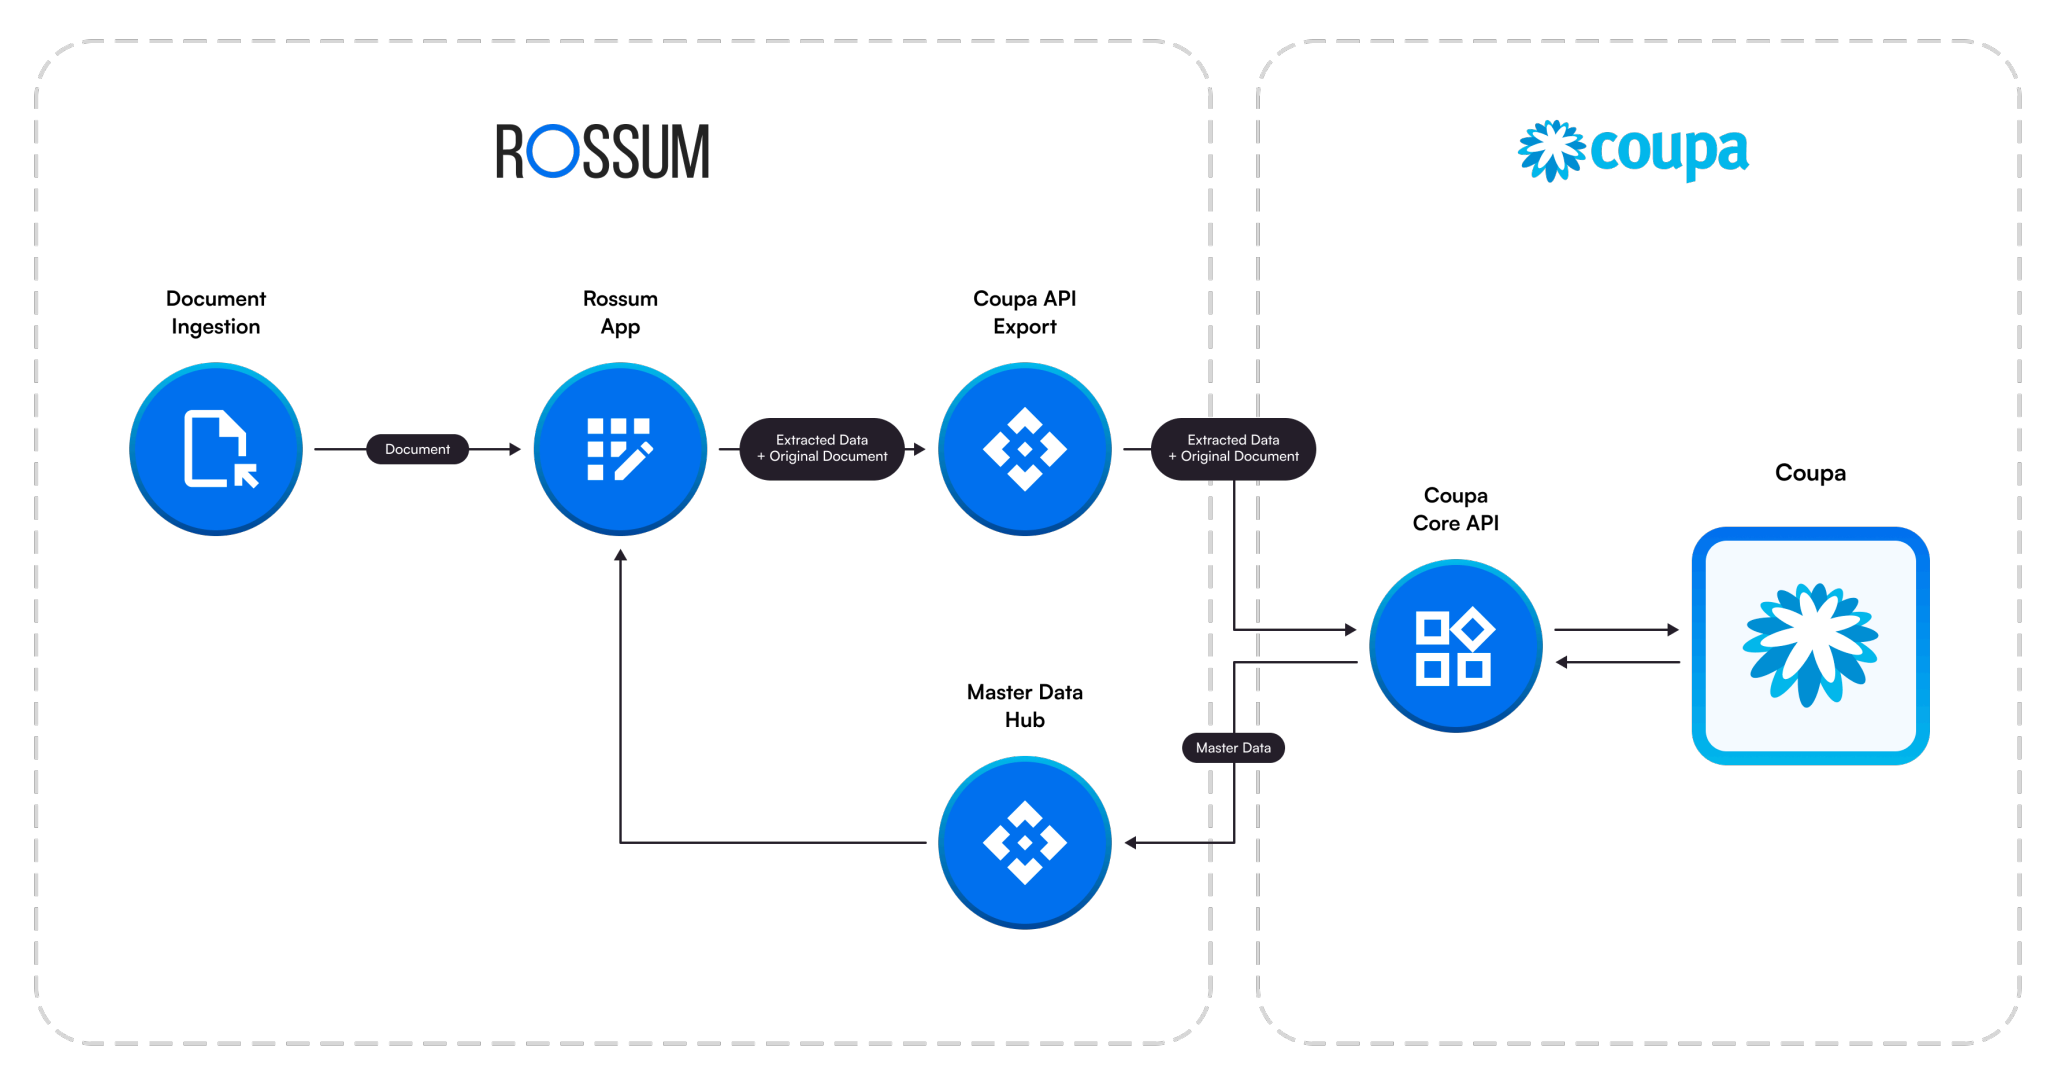 ROSSUM
coupa
Document
Ingestion
Rossum
App
Coupa API
Export
Document
Extracted Data
+ Original Document
Extracted Data
+ Original Document
Coupa
Core API
Coupa
Master Data
Hub
Master Data